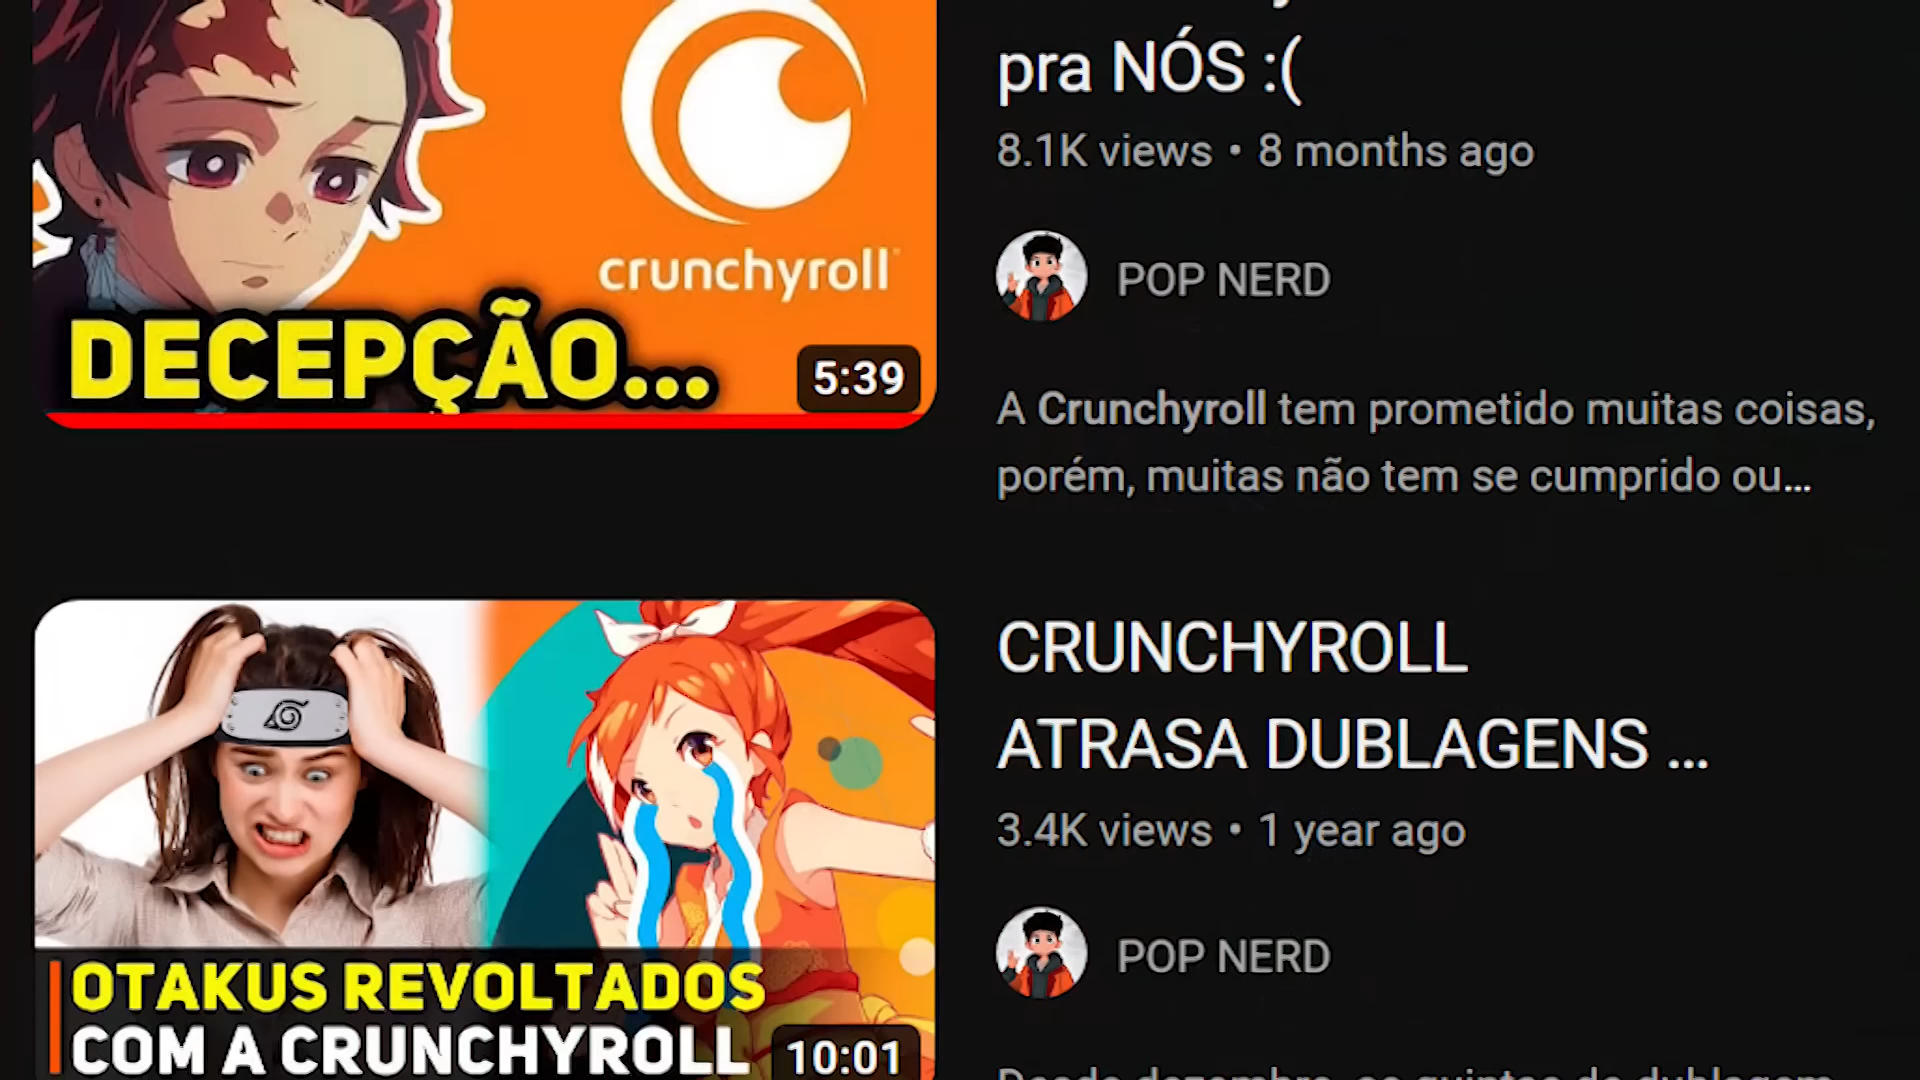 pra NÓS :(
8.1K views • 8 months ago
crunchyroll
DECEPÇÃO...
5:39
POP NERD
A Crunchyroll tem prometido muitas coisas,
porém, muitas não tem se cumprido ou...
CRUNCHYROLL
ATRASA DUBLAGENS ...
3.4K views • 1 year ago
POP NERD
OTAKUS REVOLTADOS
COM A CRUNCHYROLL
10:01